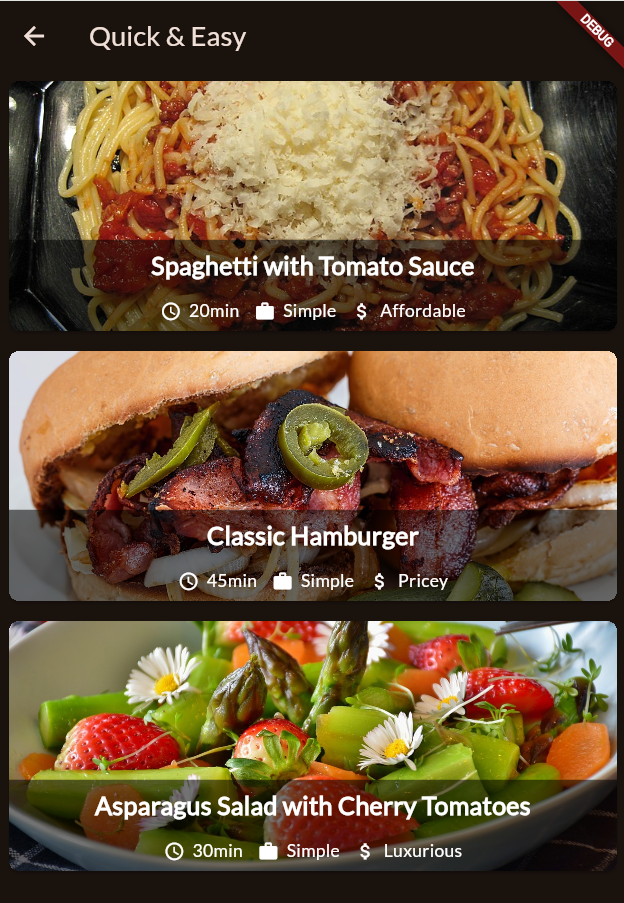 Quick & Easy
DEBUG
Spaghetti with Tomato Sauce
20min Simple $ Affordable
Classic Hamburger
45min Simple $ Pricey
Asparagus Salad with Cherry Tomatoes
30min Simple $ Luxurious